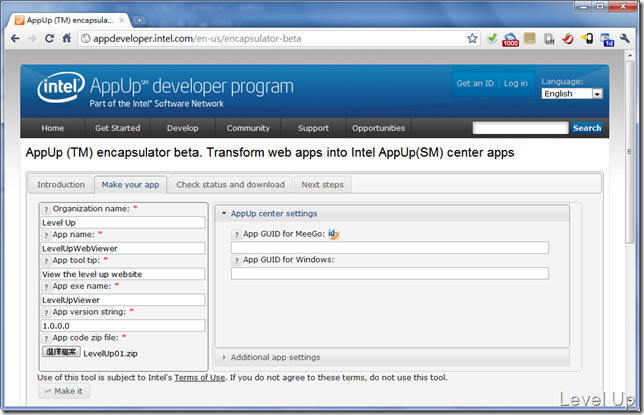 AppUp (TM) encapsula...
appdeveloper.intel.com/en-us/encapsulator-beta
1000
off
1d
intel AppUp℠ developer program
Part of the Intel® Software Network
Get an ID | Log in
Language:
English
Home Get Started Develop Community Support Opportunities
Search
AppUp (TM) encapsulator beta. Transform web apps into Intel AppUp(SM) center apps
Introduction Make your app Check status and download Next steps
? Organization name: *
Level Up
? App name: *
LevelUpWebViewer
? App tool tip: *
View the level up website
? App exe name: *
LevelUpViewer
? App version string: *
1.0.0.0
? App code zip file: *
選擇檔案 LevelUp01.zip
AppUp center settings
? App GUID for MeeGo: id
? App GUID for Windows:
Additional app settings
Use of this tool is subject to Intel's Terms of Use. If you do not agree to these terms, do not use this tool.
Make it
Level Up